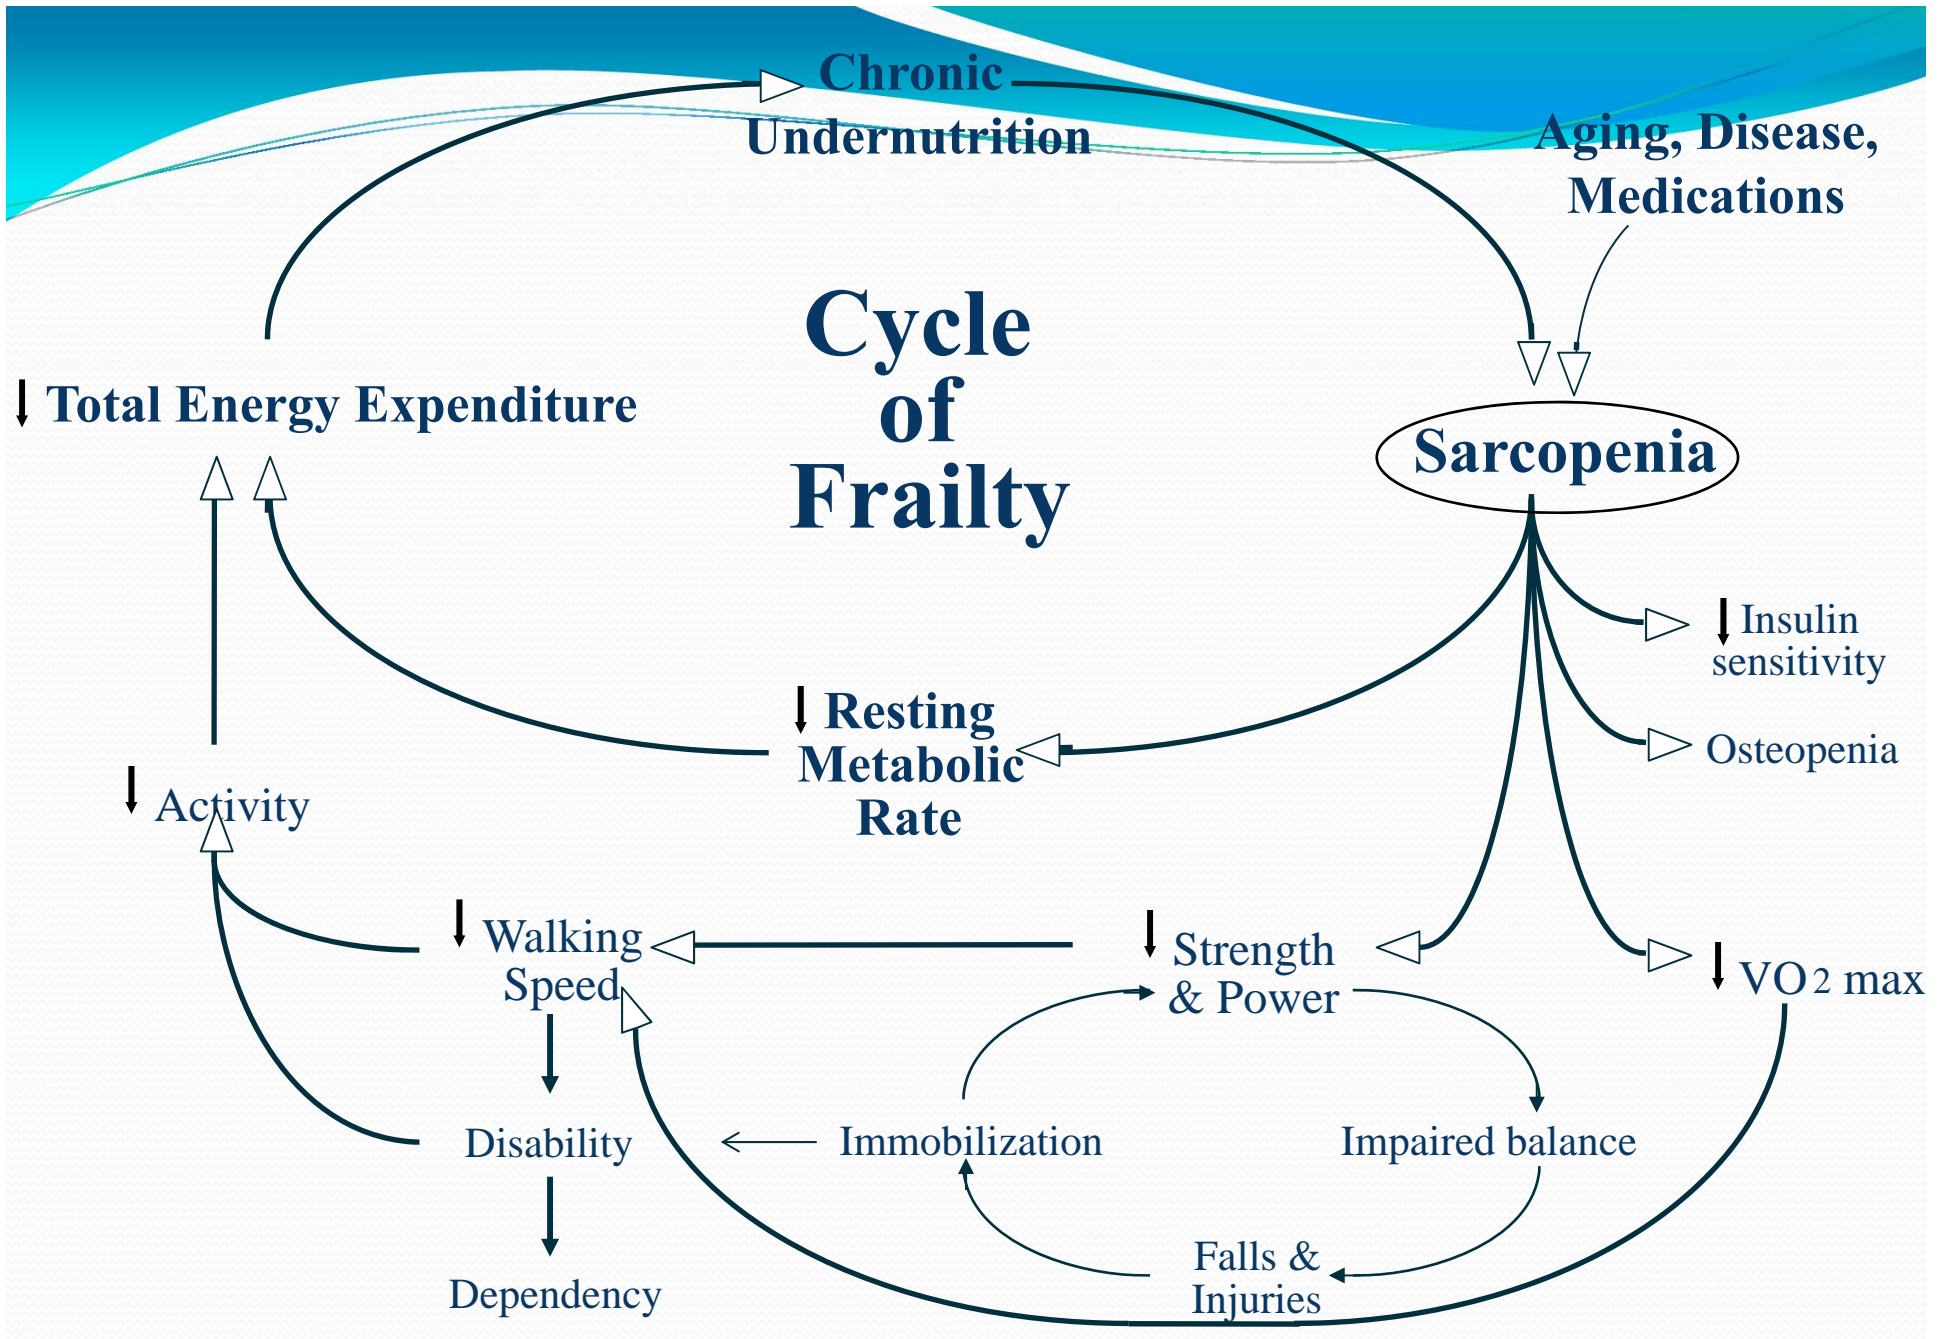 Chronic
Undernutrition
Aging, Disease,
Medications
Cycle
of
Frailty
Total Energy Expenditure
Sarcopenia
Insulin
sensitivity
Resting
Metabolic
Rate
Osteopenia
Activity
Walking
Speed
Strength
& Power
VO2 max
Disability
Immobilization
Impaired balance
Falls &
Injuries
Dependency